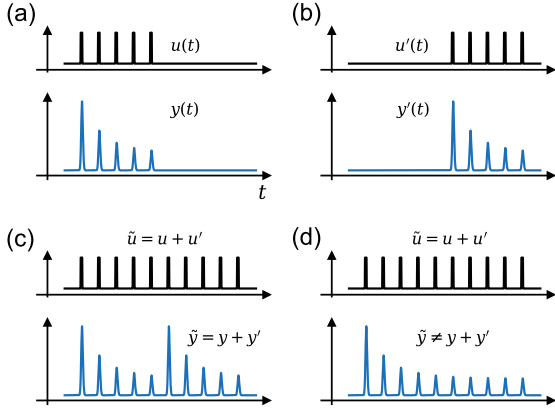 (a)
u(t)
y(t)
t
(b)
u′(t)
y′(t)
(c)
ũ = u + u′
ỹ = y + y′
(d)
ũ = u + u′
ỹ ≠ y + y′